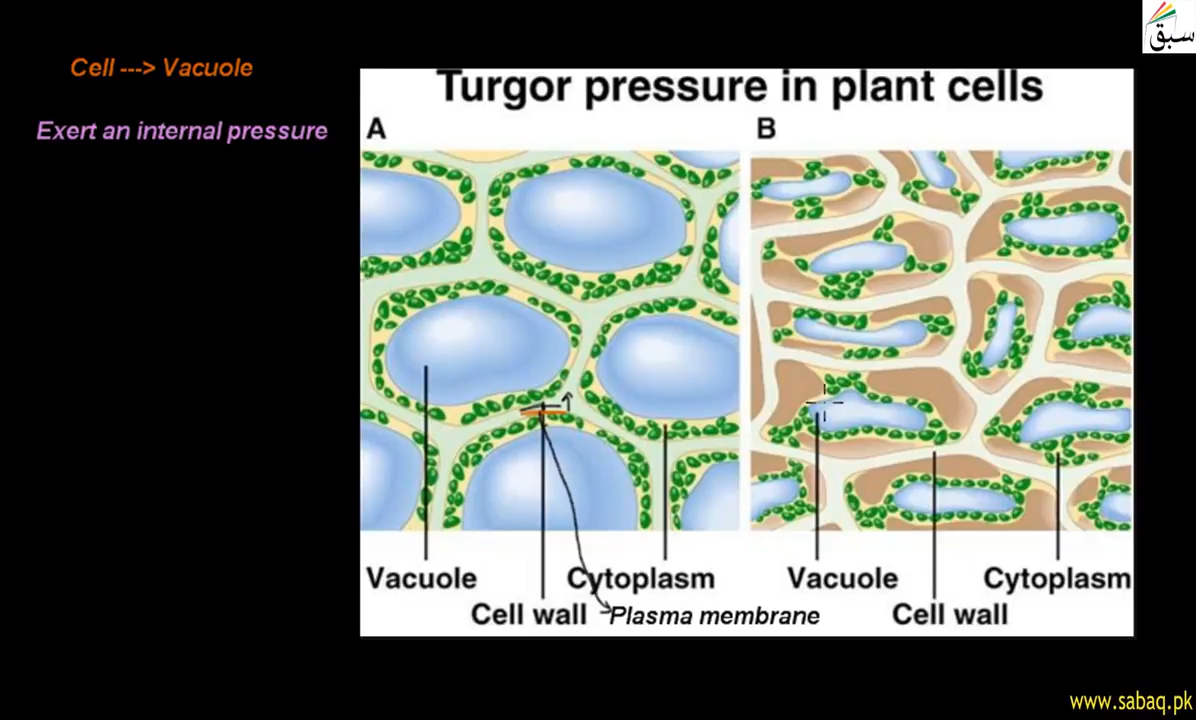 سبق
Cell ---> Vacuole
Exert an internal pressure
Turgor pressure in plant cells
A
B
Vacuole
Cytoplasm
Cell wall
Plasma membrane
Vacuole
Cytoplasm
Cell wall
www.sabaq.pk